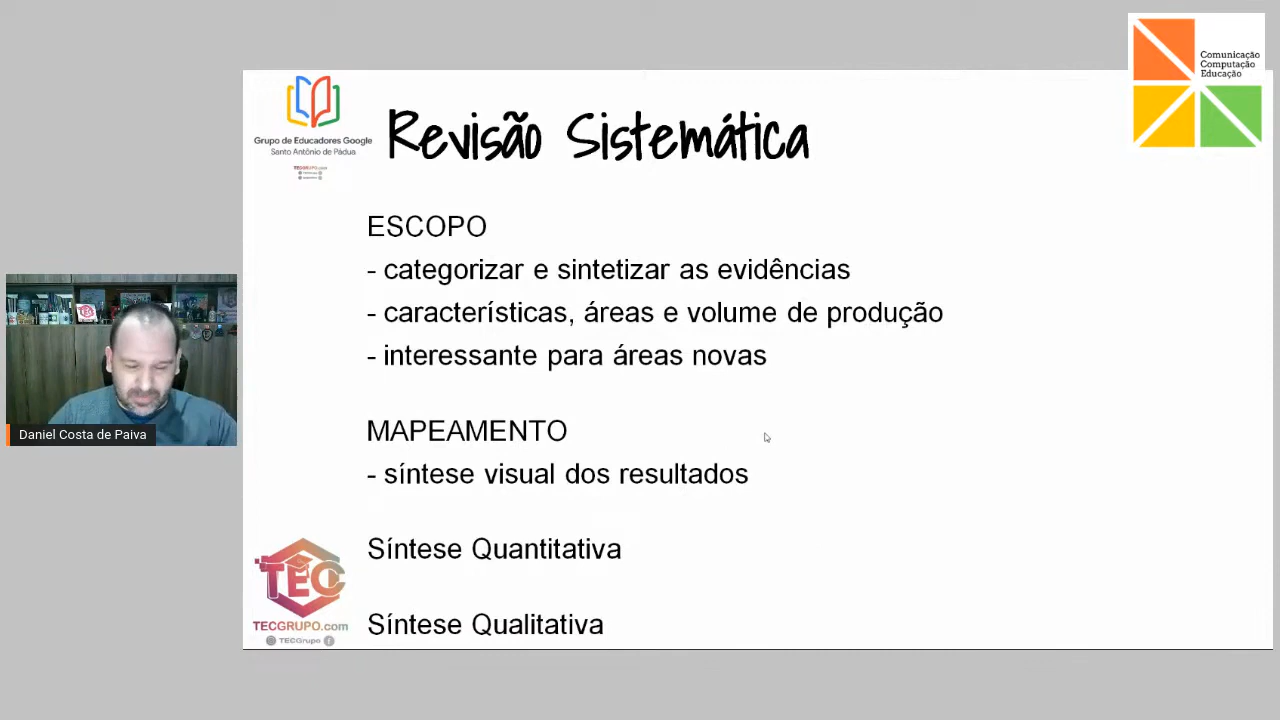 Comunicação
Computação
Educação
Grupo de Educadores Google
Santo Antônio de Pádua
TECGRUPO.com
Revisão Sistemática
ESCOPO
- categorizar e sintetizar as evidências
- características, áreas e volume de produção
- interessante para áreas novas
MAPEAMENTO
- síntese visual dos resultados
Síntese Quantitativa
Síntese Qualitativa
Daniel Costa de Paiva
TEC
TECGRUPO.com
TECGrupo